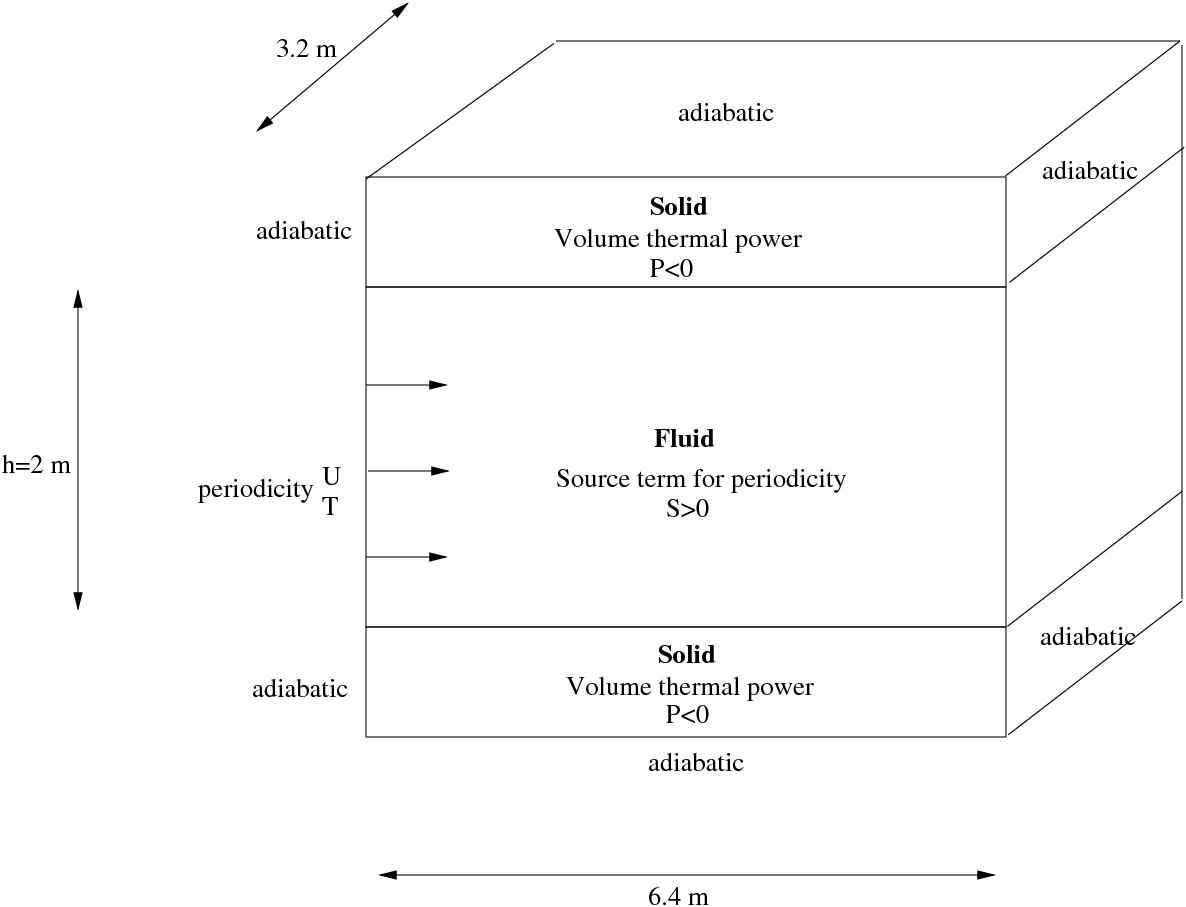 3.2 m
adiabatic
adiabatic
adiabatic
Solid
Volume thermal power
P<0
h=2 m
periodicity U
T
Fluid
Source term for periodicity
S>0
adiabatic
adiabatic
Solid
Volume thermal power
P<0
adiabatic
6.4 m